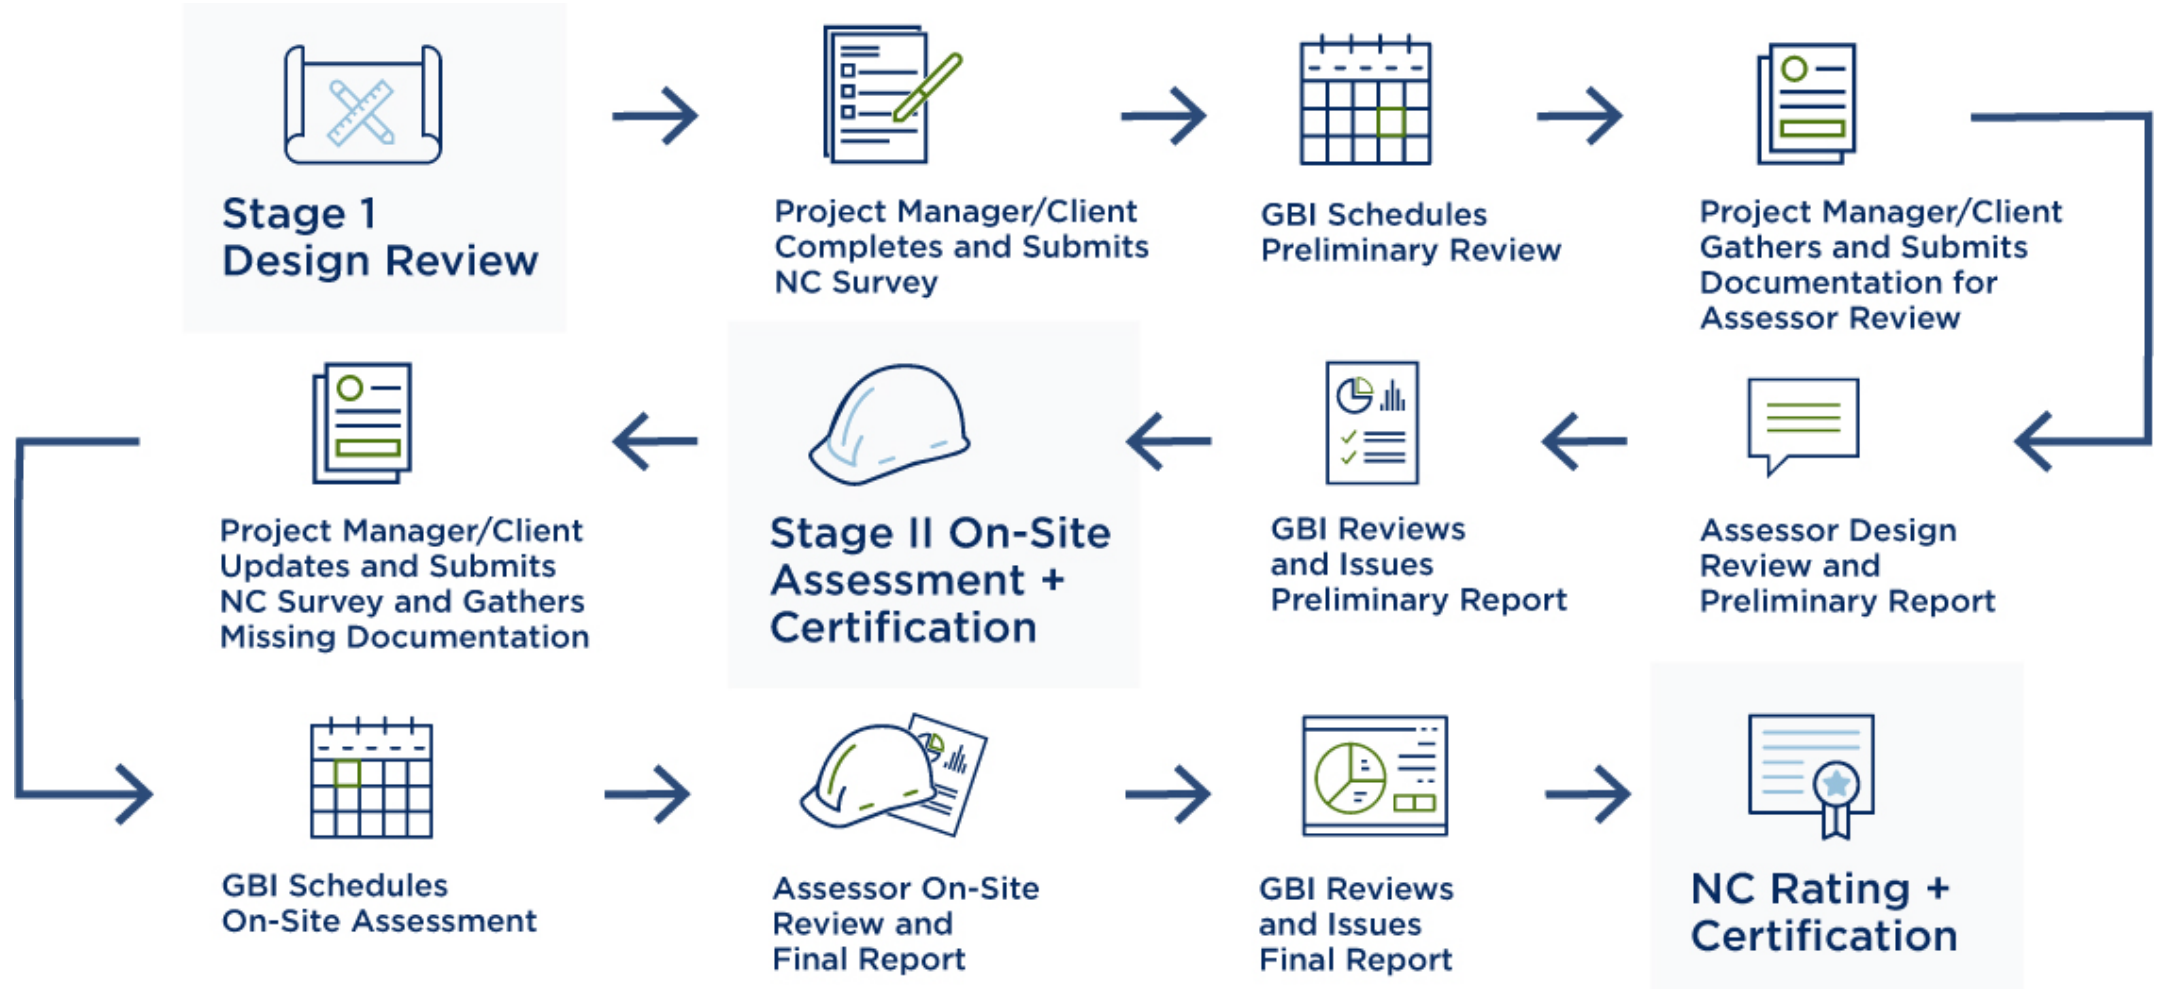 Stage 1
Design Review
Project Manager/Client
Completes and Submits
NC Survey
GBI Schedules
Preliminary Review
Project Manager/Client
Gathers and Submits
Documentation for
Assessor Review
Assessor Design
Review and
Preliminary Report
GBI Reviews
and Issues
Preliminary Report
Stage II On-Site
Assessment +
Certification
Project Manager/Client
Updates and Submits
NC Survey and Gathers
Missing Documentation
GBI Schedules
On-Site Assessment
Assessor On-Site
Review and
Final Report
GBI Reviews
and Issues
Final Report
NC Rating +
Certification